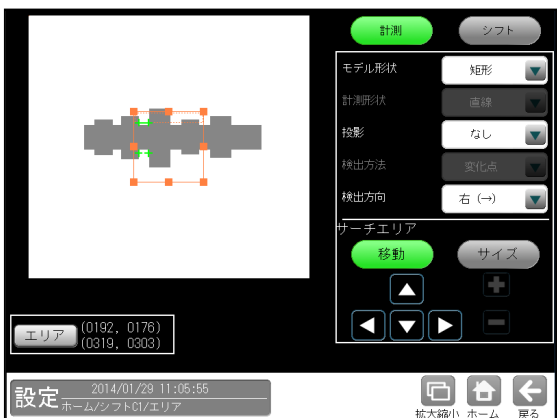 計測 シフト
モデル形状 矩形
計測形状 直線
投影 なし
検出方法 変化点
検出方向 右 (→)
サーチエリア
移動 サイズ
エリア (0192, 0176)
(0319, 0303)
設定 2014/01/29 11:05:55
ホーム/シフトC1/エリア
拡大縮小 ホーム 戻る